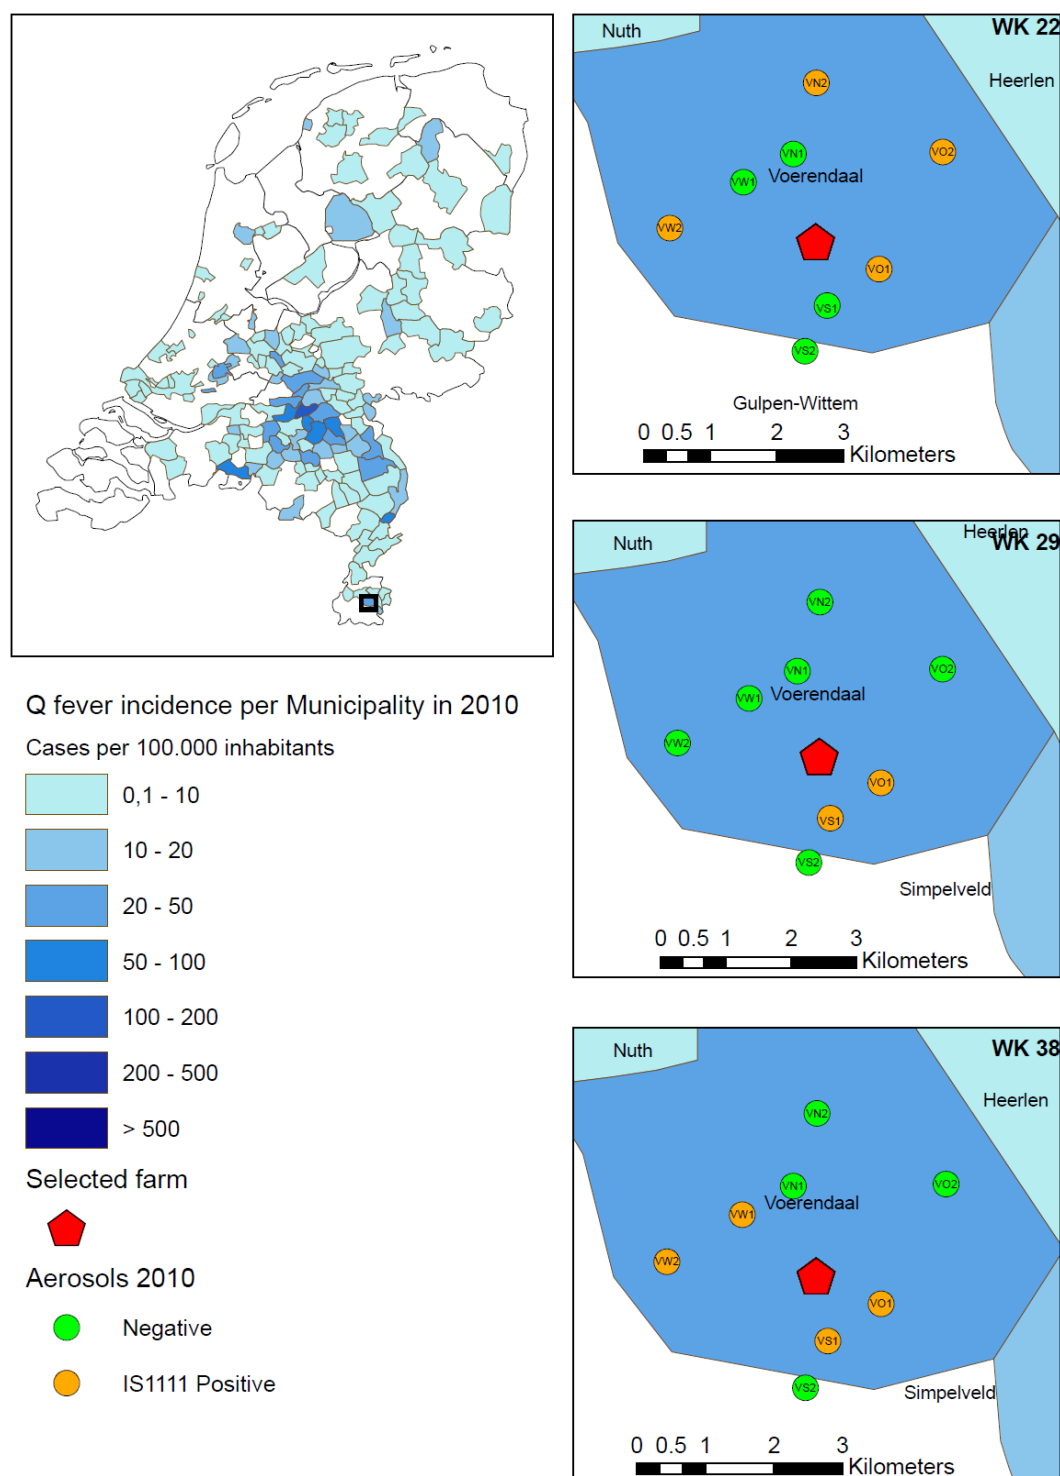 Q fever incidence per Municipality in 2010
Cases per 100.000 inhabitants
0,1 - 10
10 - 20
20 - 50
50 - 100
100 - 200
200 - 500
> 500
Selected farm
Aerosols 2010
Negative
IS1111 Positive
WK 22
Nuth
Heerlen
VN2
VN1
VO2
Voerendaal
VW1
VW2
VO1
VS1
VS2
Gulpen-Wittem
0 0.5 1 2 3
Kilometers
Heerlen
WK 29
Nuth
VN2
VN1
VO2
Voerendaal
VW1
VW2
VO1
VS1
VS2
Simpelveld
0 0.5 1 2 3
Kilometers
WK 38
Nuth
Heerlen
VN2
VN1
VO2
Voerendaal
VW1
VW2
VO1
VS1
VS2
Simpelveld
0 0.5 1 2 3
Kilometers